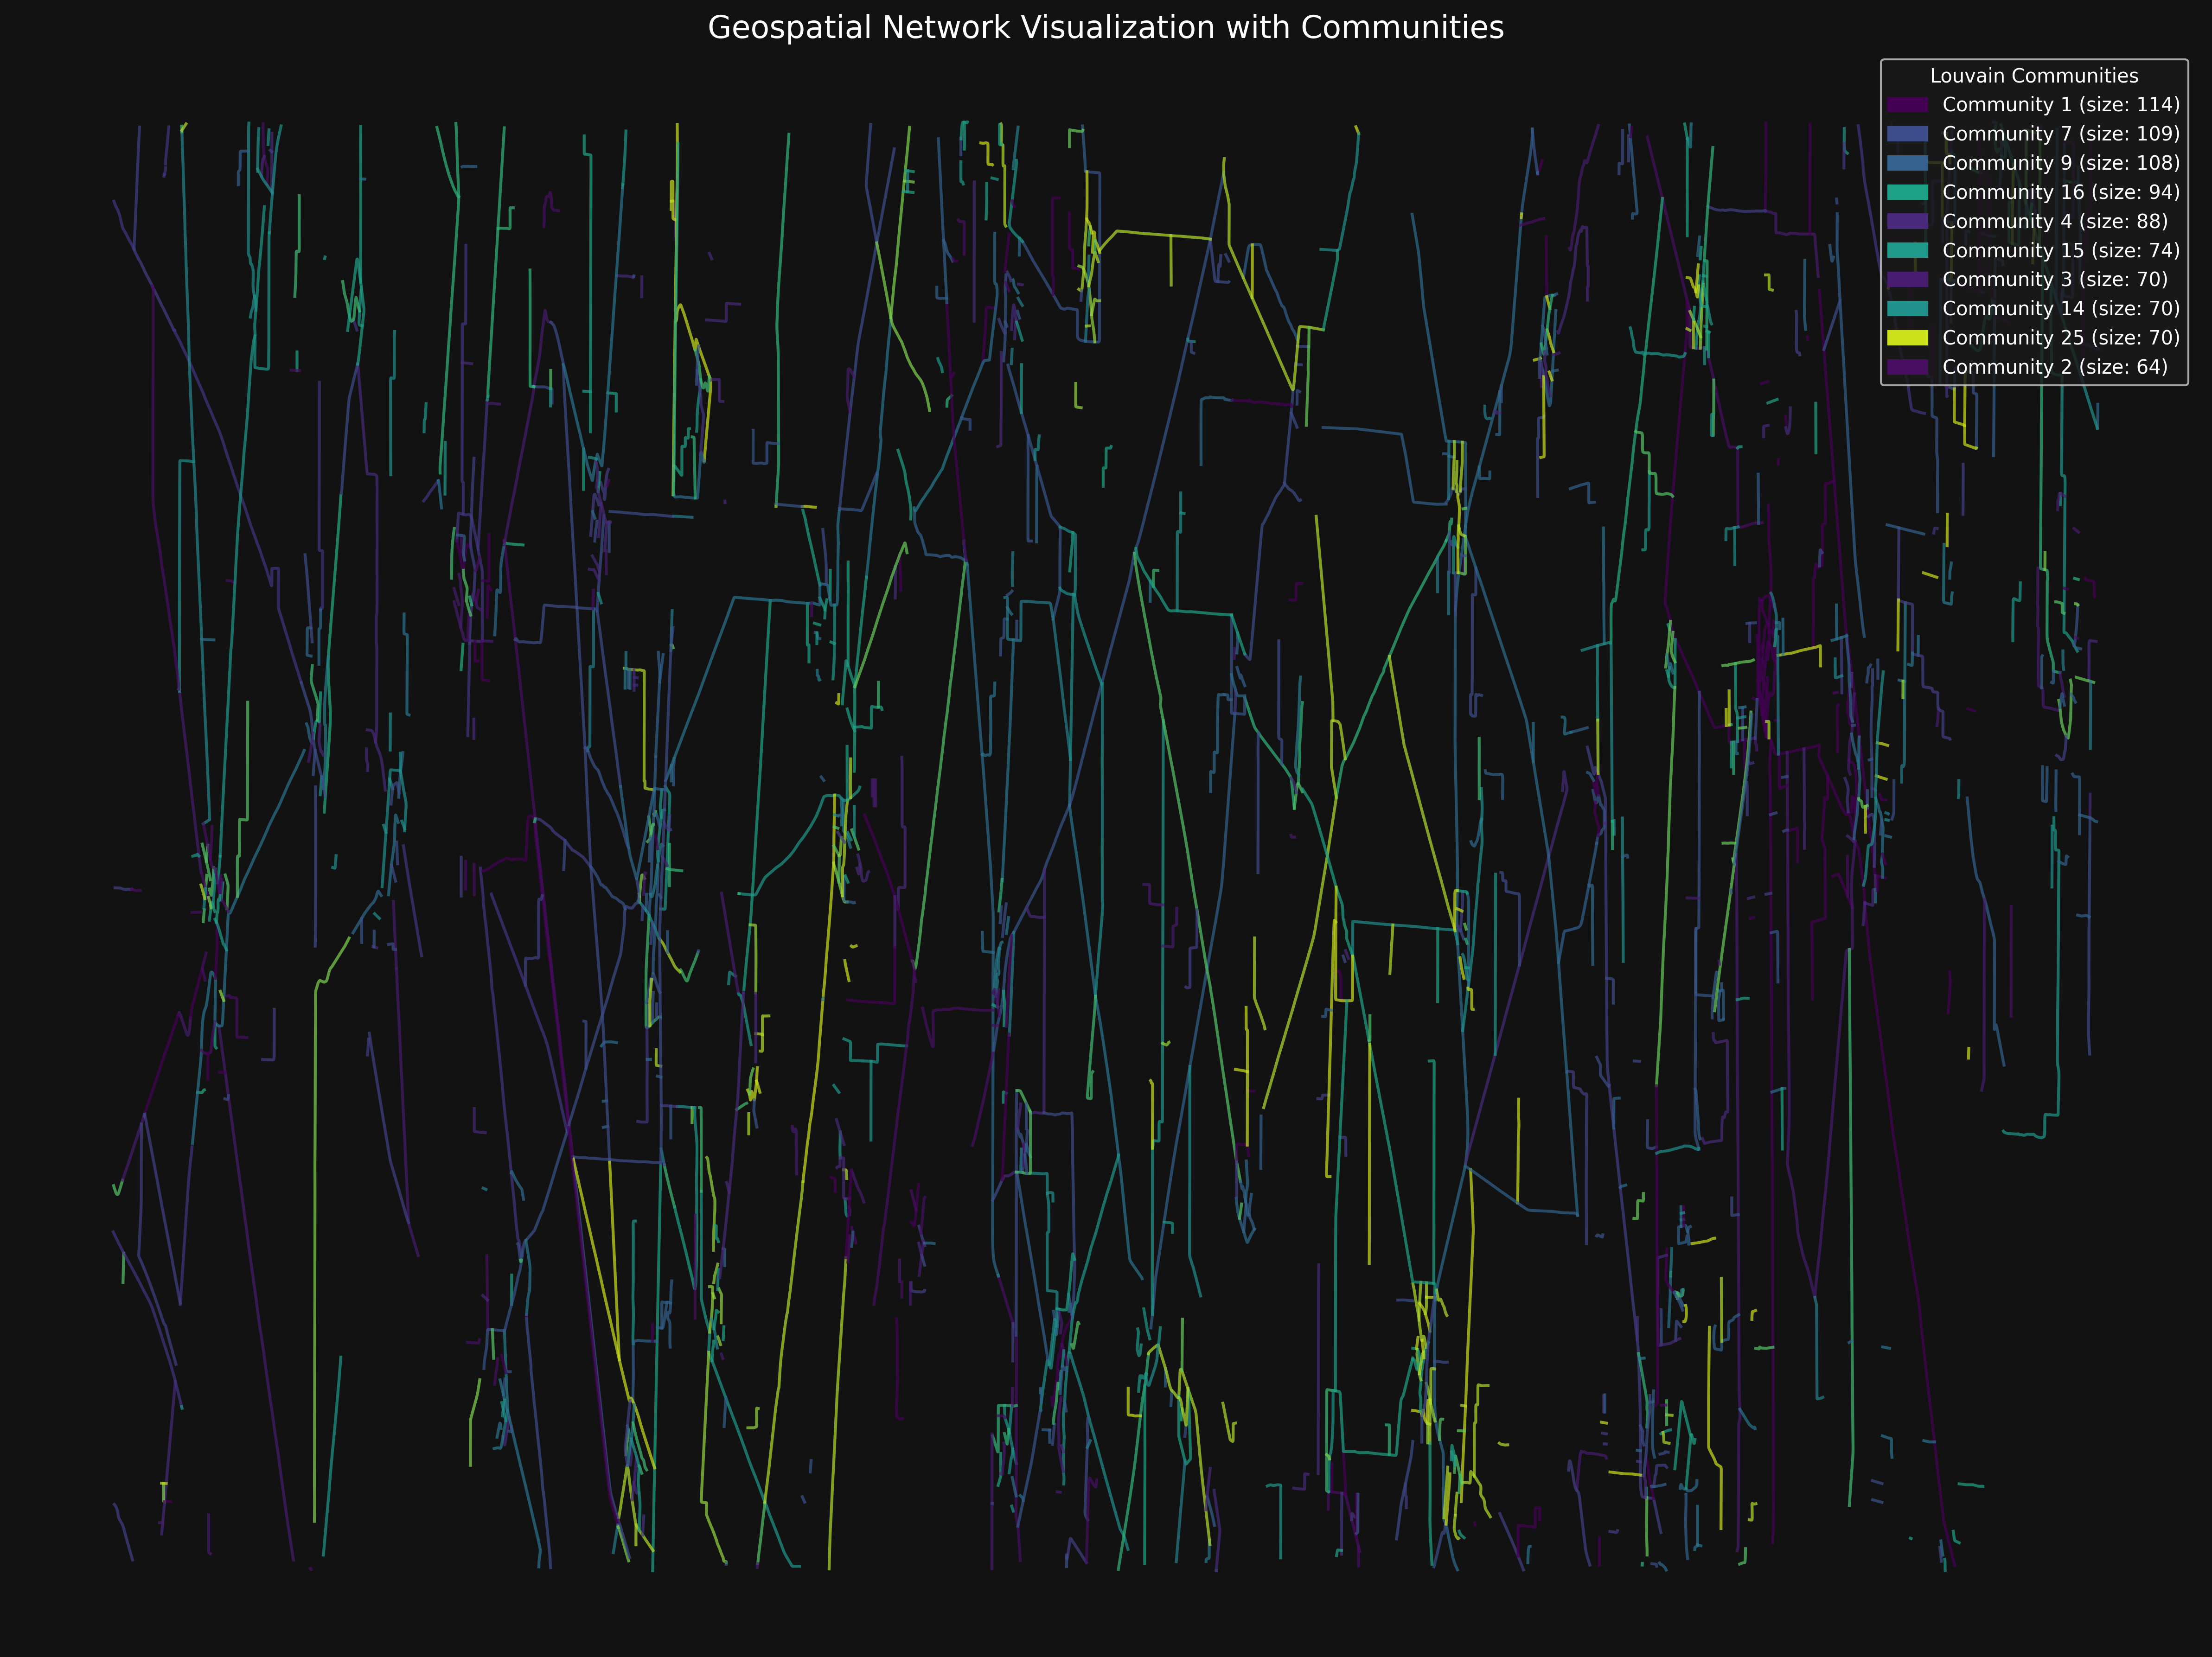 Geospatial Network Visualization with Communities
Louvain Communities
Community 1 (size: 114)
Community 7 (size: 109)
Community 9 (size: 108)
Community 16 (size: 94)
Community 4 (size: 88)
Community 15 (size: 74)
Community 3 (size: 70)
Community 14 (size: 70)
Community 25 (size: 70)
Community 2 (size: 64)